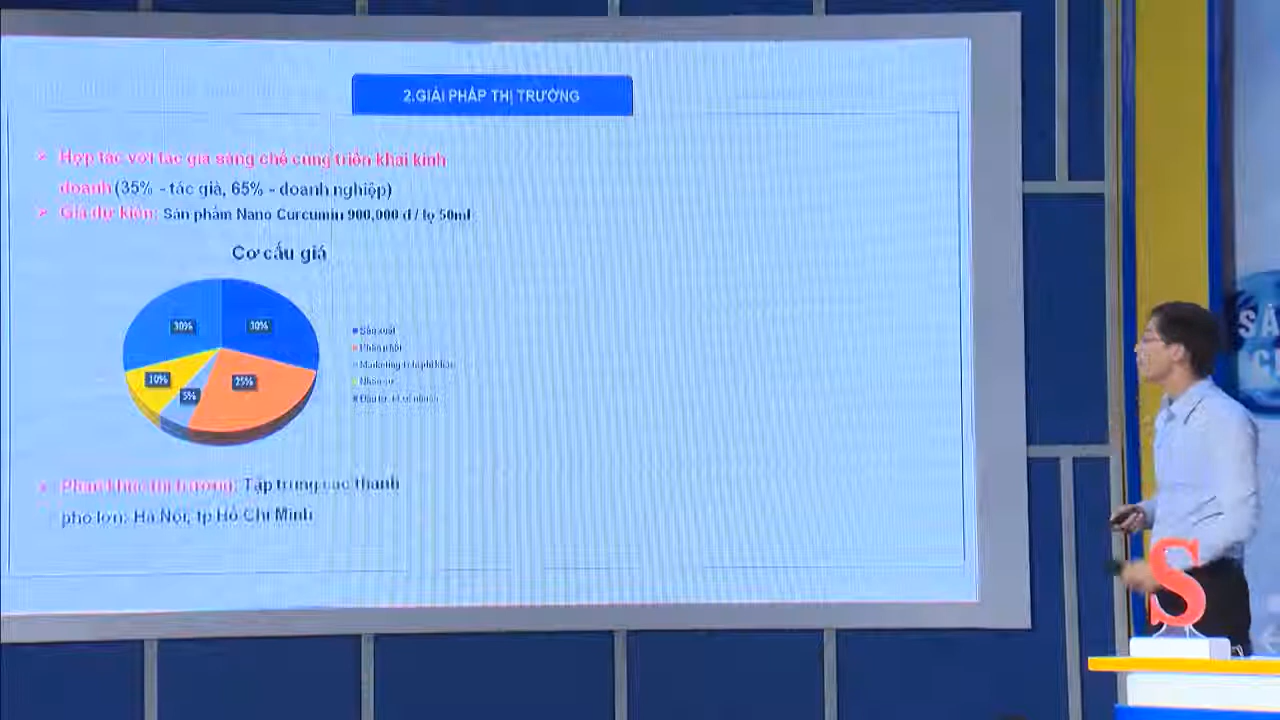 2.GIẢI PHÁP THỊ TRƯỜNG
Hợp tác với tác giả sáng chế cùng triển khai kinh
doanh (35% - tác giả, 65% - doanh nghiệp)
Giá dự kiến: Sản phẩm Nano Curcumin 900,000 đ / lọ 50ml
Cơ cấu giá
30%
30%
10%
25%
5%
Sản xuất
Phân phối
Nhân sự
Phân khúc thị trường: Tập trung các thành
phố lớn: Hà Nội, tp Hồ Chí Minh
S